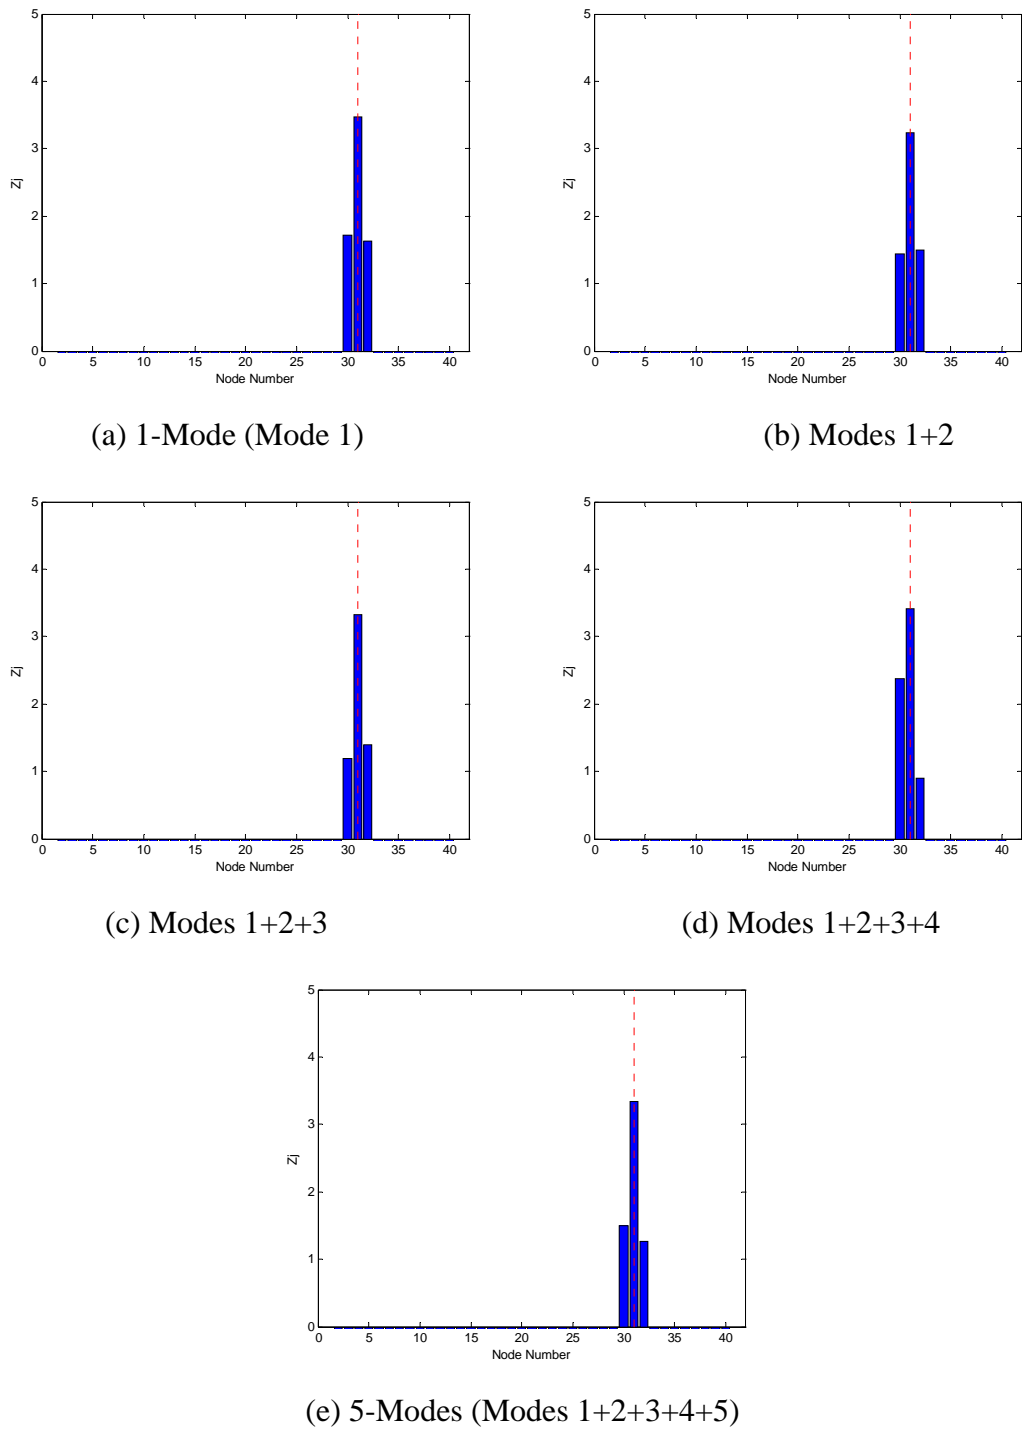 5
4
3
2
1
0
Zj
0 5 10 15 20 25 30 35 40
Node Number
(a) 1-Mode (Mode 1)
5
4
3
2
1
0
Zj
0 5 10 15 20 25 30 35 40
Node Number
(b) Modes 1+2
5
4
3
2
1
0
Zj
0 5 10 15 20 25 30 35 40
Node Number
(c) Modes 1+2+3
5
4
3
2
1
0
Zj
0 5 10 15 20 25 30 35 40
Node Number
(d) Modes 1+2+3+4
5
4
3
2
1
0
Zj
0 5 10 15 20 25 30 35 40
Node Number
(e) 5-Modes (Modes 1+2+3+4+5)